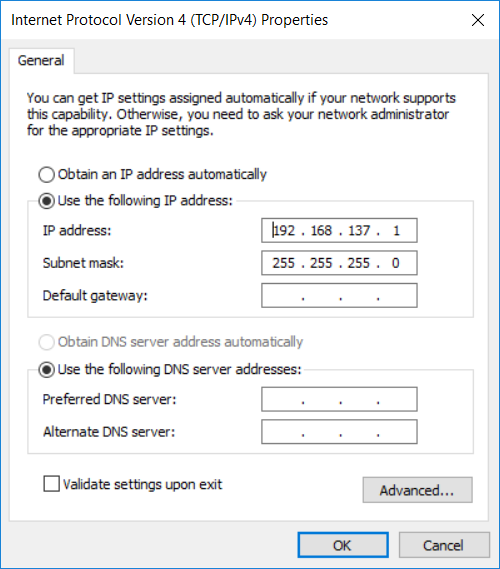 Internet Protocol Version 4 (TCP/IPv4) Properties
General
You can get IP settings assigned automatically if your network supports
this capability. Otherwise, you need to ask your network administrator
for the appropriate IP settings.
Obtain an IP address automatically
Use the following IP address:
IP address: 192 . 168 . 137 . 1
Subnet mask: 255 . 255 . 255 . 0
Default gateway: . . .
Obtain DNS server address automatically
Use the following DNS server addresses:
Preferred DNS server: . . .
Alternate DNS server: . . .
Validate settings upon exit
Advanced...
OK Cancel